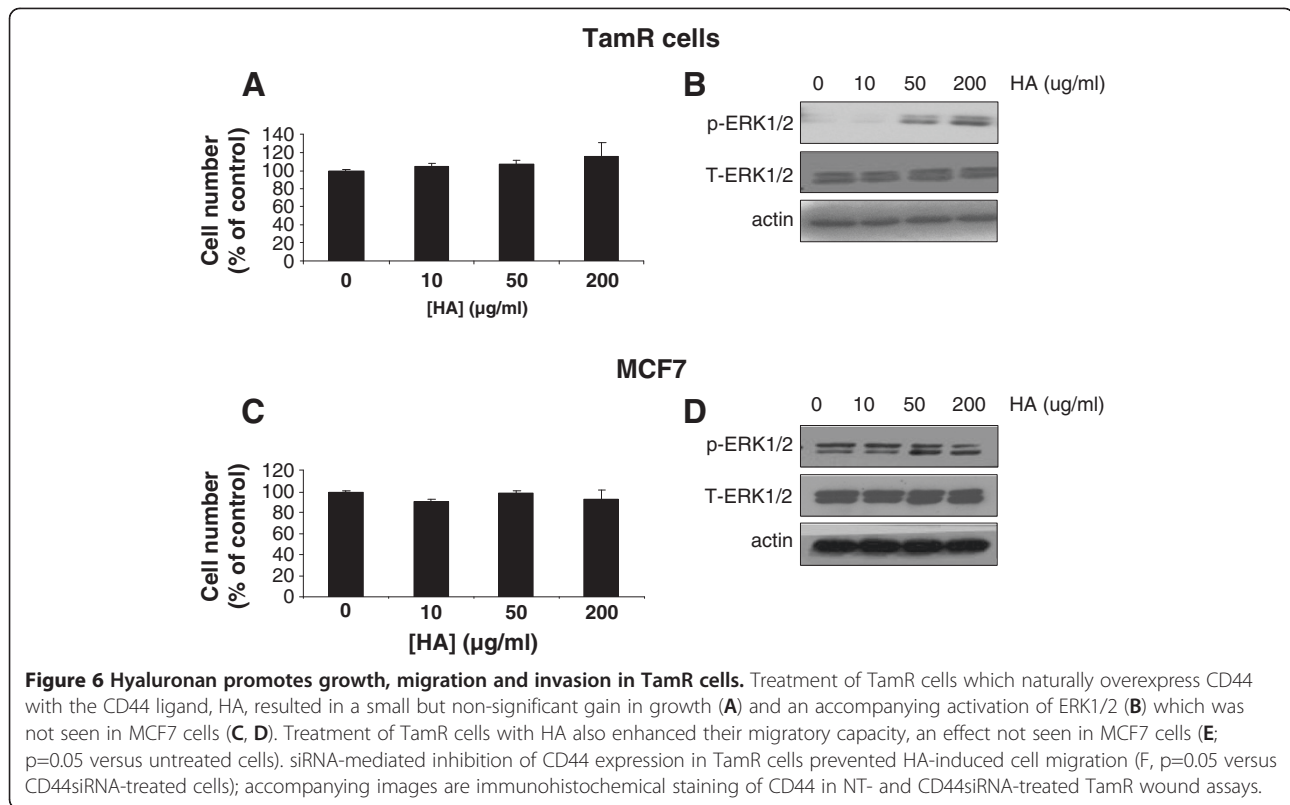 TamR cells
A
Cell number
(% of control)
140
120
100
80
60
40
20
0
0 10 50 200
[HA] (µg/ml)
B
0 10 50 200 HA (ug/ml)
p-ERK1/2
T-ERK1/2
actin
MCF7
C
Cell number
(% of control)
120
100
80
60
40
20
0
0 10 50 200
[HA] (µg/ml)
D
0 10 50 200 HA (ug/ml)
p-ERK1/2
T-ERK1/2
actin
Figure 6 Hyaluronan promotes growth, migration and invasion in TamR cells. Treatment of TamR cells which naturally overexpress CD44
with the CD44 ligand, HA, resulted in a small but non-significant gain in growth (A) and an accompanying activation of ERK1/2 (B) which was
not seen in MCF7 cells (C, D). Treatment of TamR cells with HA also enhanced their migratory capacity, an effect not seen in MCF7 cells (E;
p=0.05 versus untreated cells). siRNA-mediated inhibition of CD44 expression in TamR cells prevented HA-induced cell migration (F, p=0.05 versus
CD44siRNA-treated cells); accompanying images are immunohistochemical staining of CD44 in NT- and CD44siRNA-treated TamR wound assays.